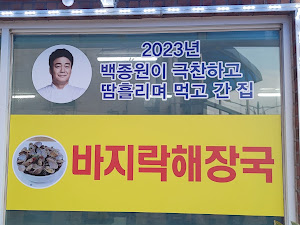 2023년
백종원이 극찬하고
땀흘리며 먹고 간 집
바지락해장국